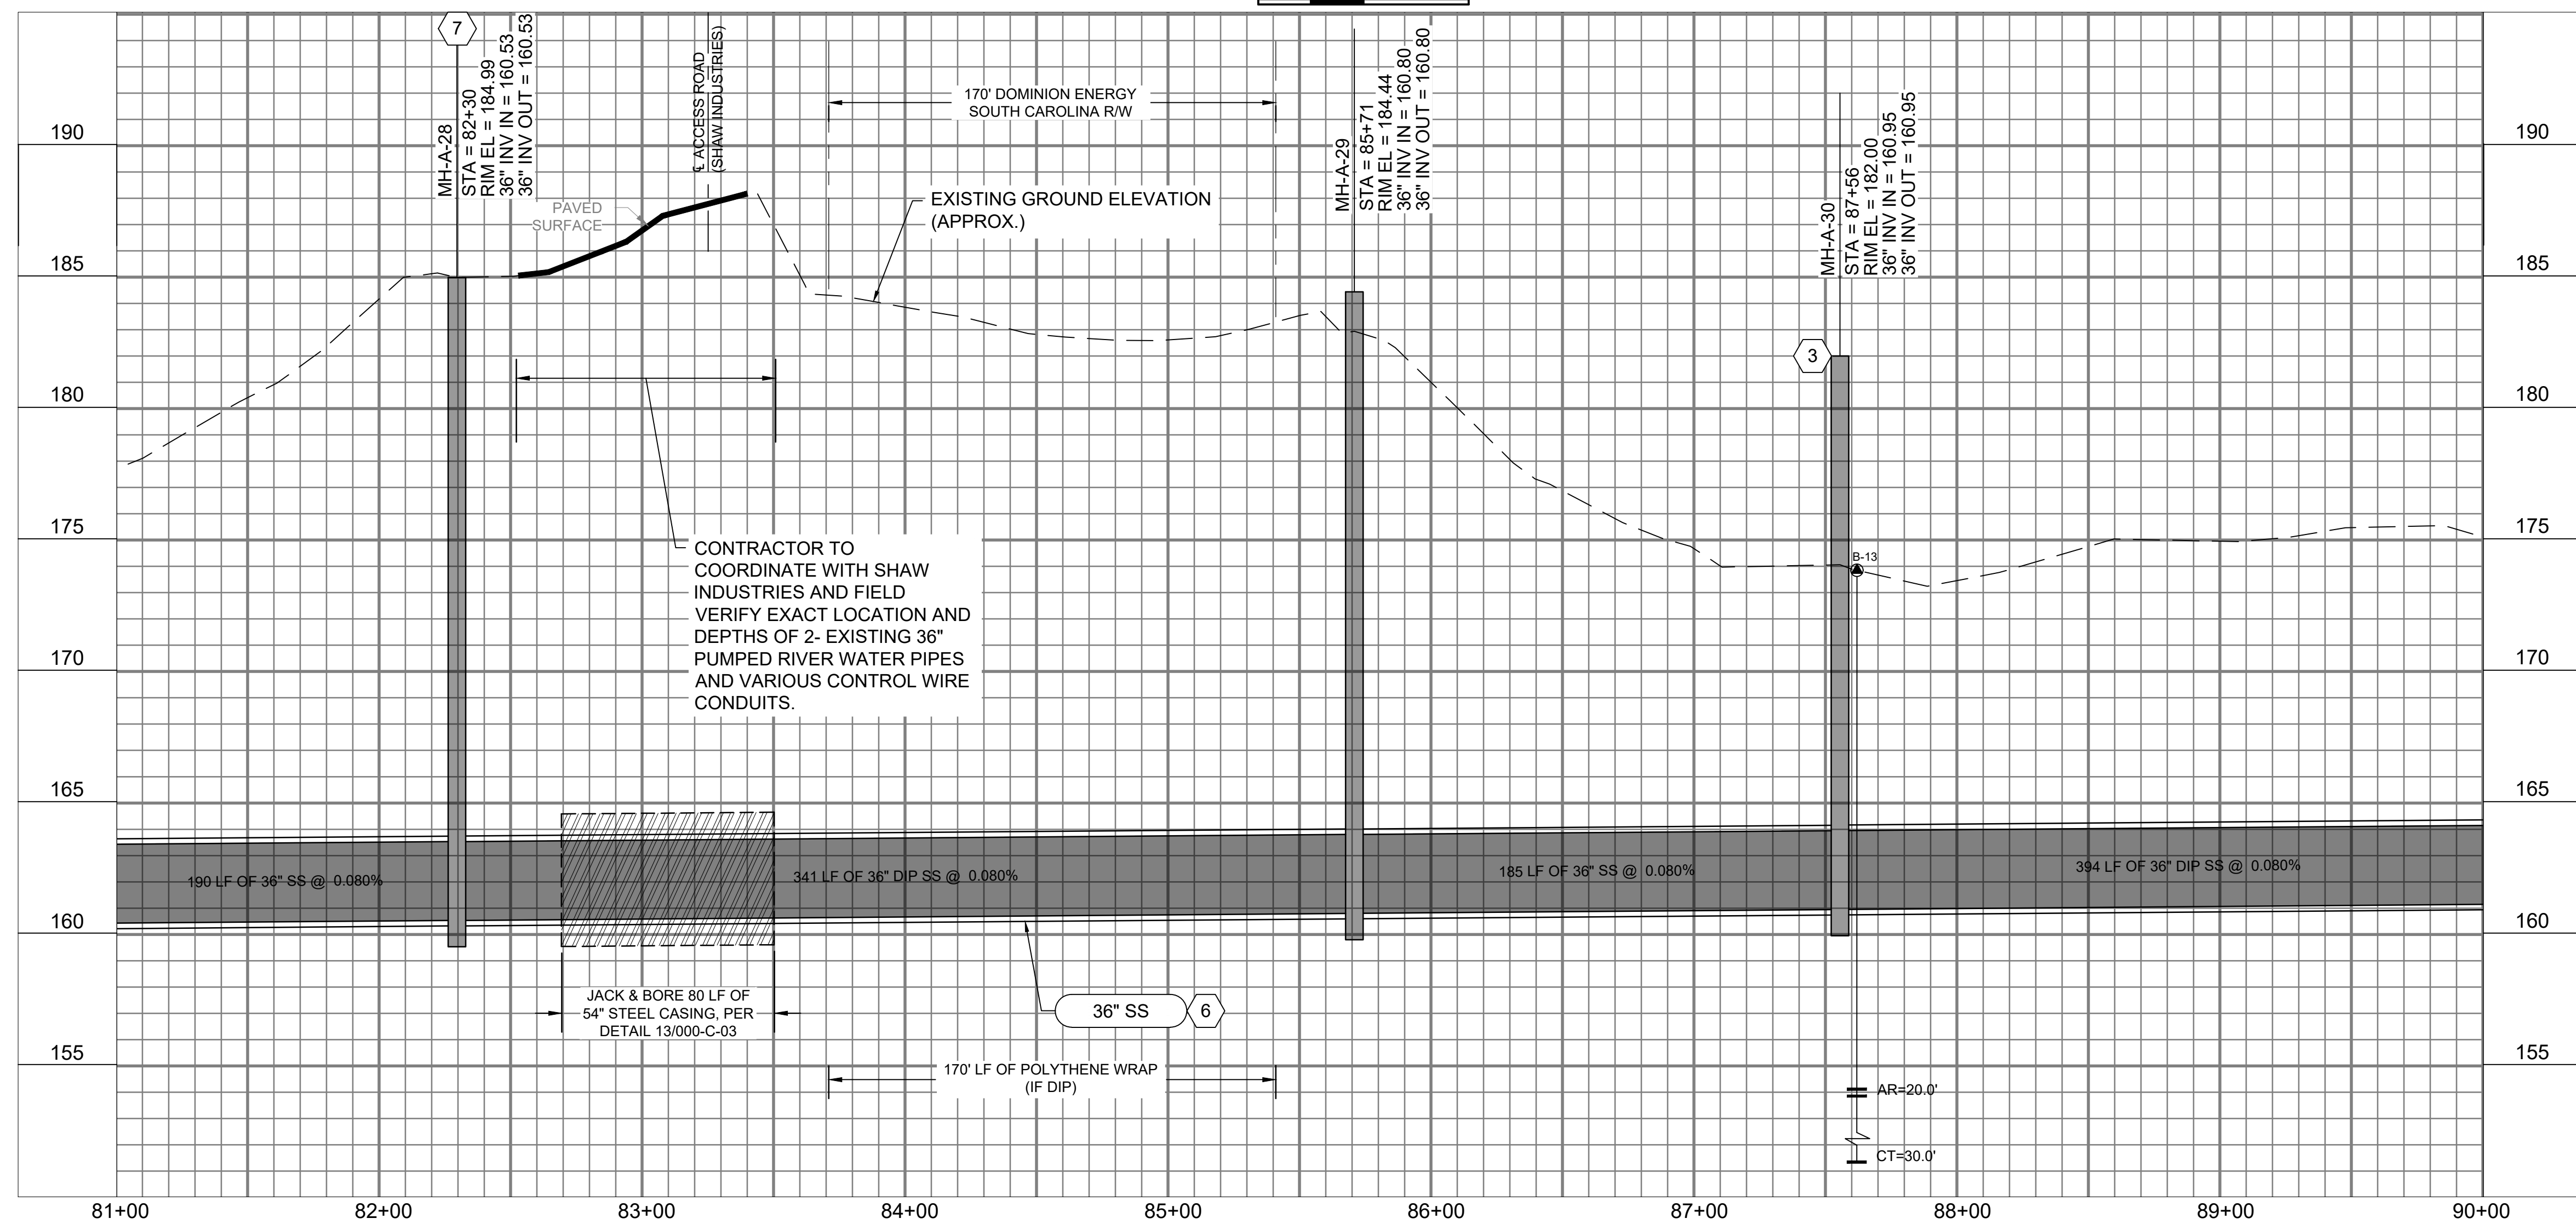 7
MH-A-28
STA = 82+30
RIM EL = 184.99
36" INV IN = 160.53
36" INV OUT = 160.53
℄ ACCESS ROAD
(SHAW INDUSTRIES)
170' DOMINION ENERGY
SOUTH CAROLINA R/W
MH-A-29
STA = 85+71
RIM EL = 184.44
36" INV IN = 160.80
36" INV OUT = 160.80
MH-A-30
STA = 87+56
RIM EL = 182.00
36" INV IN = 160.95
36" INV OUT = 160.95
PAVED
SURFACE
EXISTING GROUND ELEVATION
(APPROX.)
3
CONTRACTOR TO
COORDINATE WITH SHAW
INDUSTRIES AND FIELD
VERIFY EXACT LOCATION AND
DEPTHS OF 2- EXISTING 36"
PUMPED RIVER WATER PIPES
AND VARIOUS CONTROL WIRE
CONDUITS.
B-13
190 LF OF 36" SS @ 0.080%
341 LF OF 36" DIP SS @ 0.080%
185 LF OF 36" SS @ 0.080%
394 LF OF 36" DIP SS @ 0.080%
JACK & BORE 80 LF OF
54" STEEL CASING, PER
DETAIL 13/000-C-03
36" SS
6
170' LF OF POLYTHENE WRAP
(IF DIP)
AR=20.0'
CT=30.0'
190
185
180
175
170
165
160
155
190
185
180
175
170
165
160
155
81+00
82+00
83+00
84+00
85+00
86+00
87+00
88+00
89+00
90+00